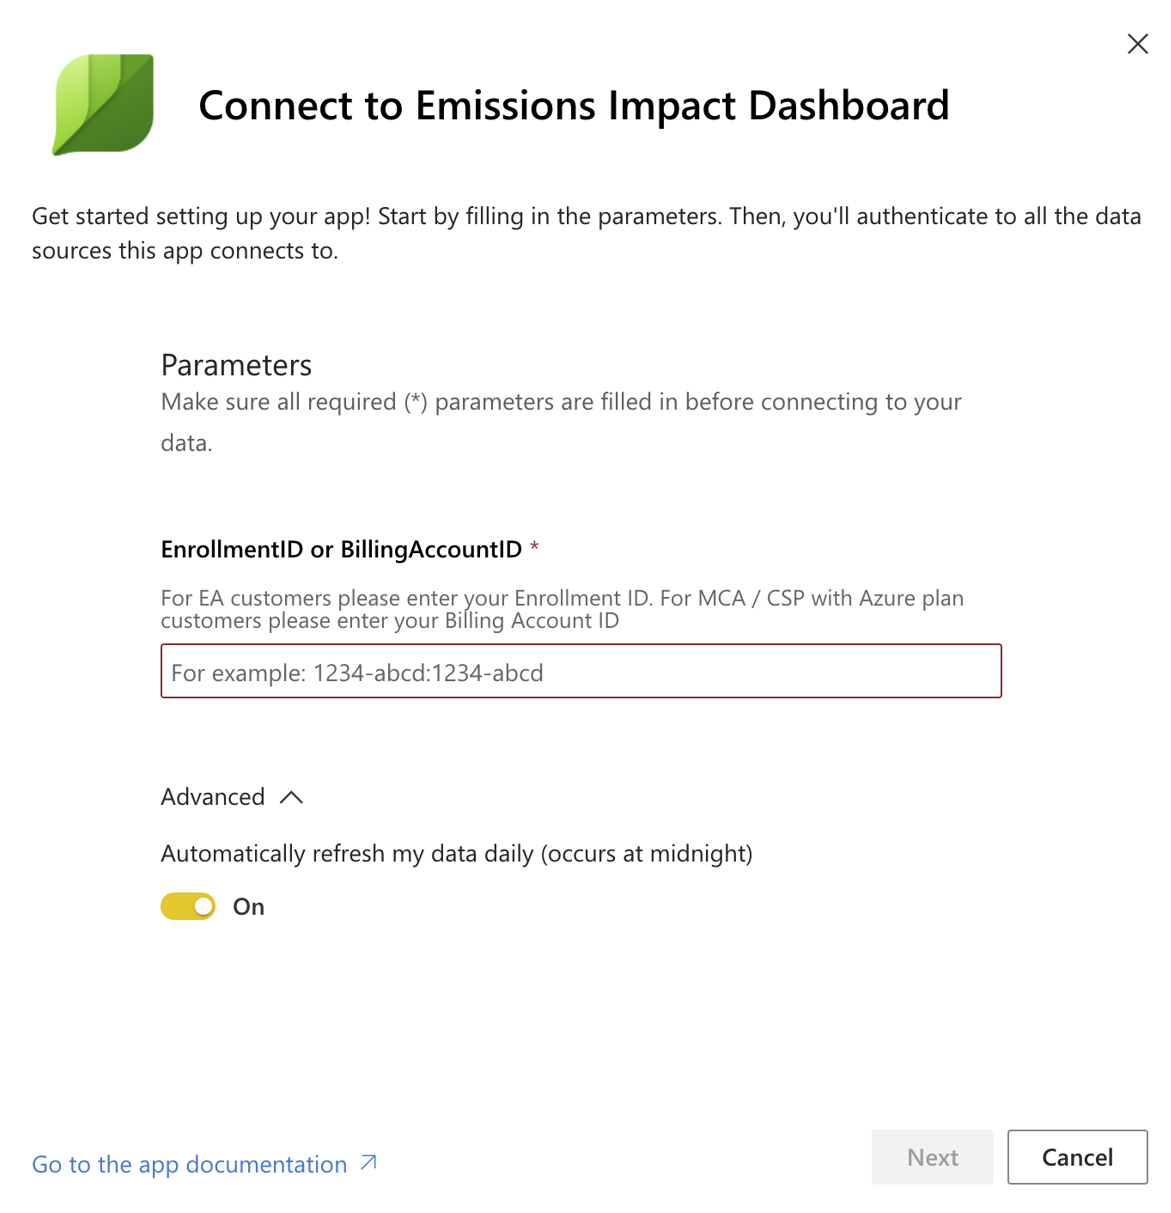 Connect to Emissions Impact Dashboard
Get started setting up your app! Start by filling in the parameters. Then, you'll authenticate to all the data
sources this app connects to.
Parameters
Make sure all required (*) parameters are filled in before connecting to your
data.
EnrollmentID or BillingAccountID *
For EA customers please enter your Enrollment ID. For MCA / CSP with Azure plan
customers please enter your Billing Account ID
For example: 1234-abcd:1234-abcd
Advanced
Automatically refresh my data daily (occurs at midnight)
On
Go to the app documentation
Next
Cancel